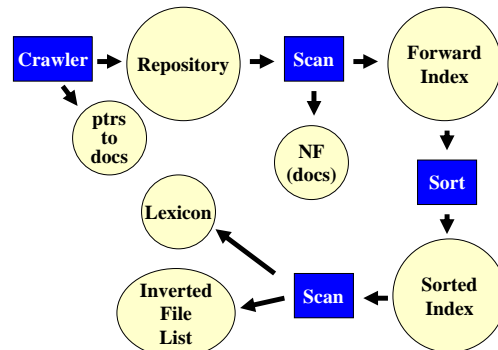 Crawler
Repository
Scan
Forward
Index
ptrs
to
docs
NF
(docs)
Sort
Lexicon
Scan
Sorted
Index
Inverted
File
List